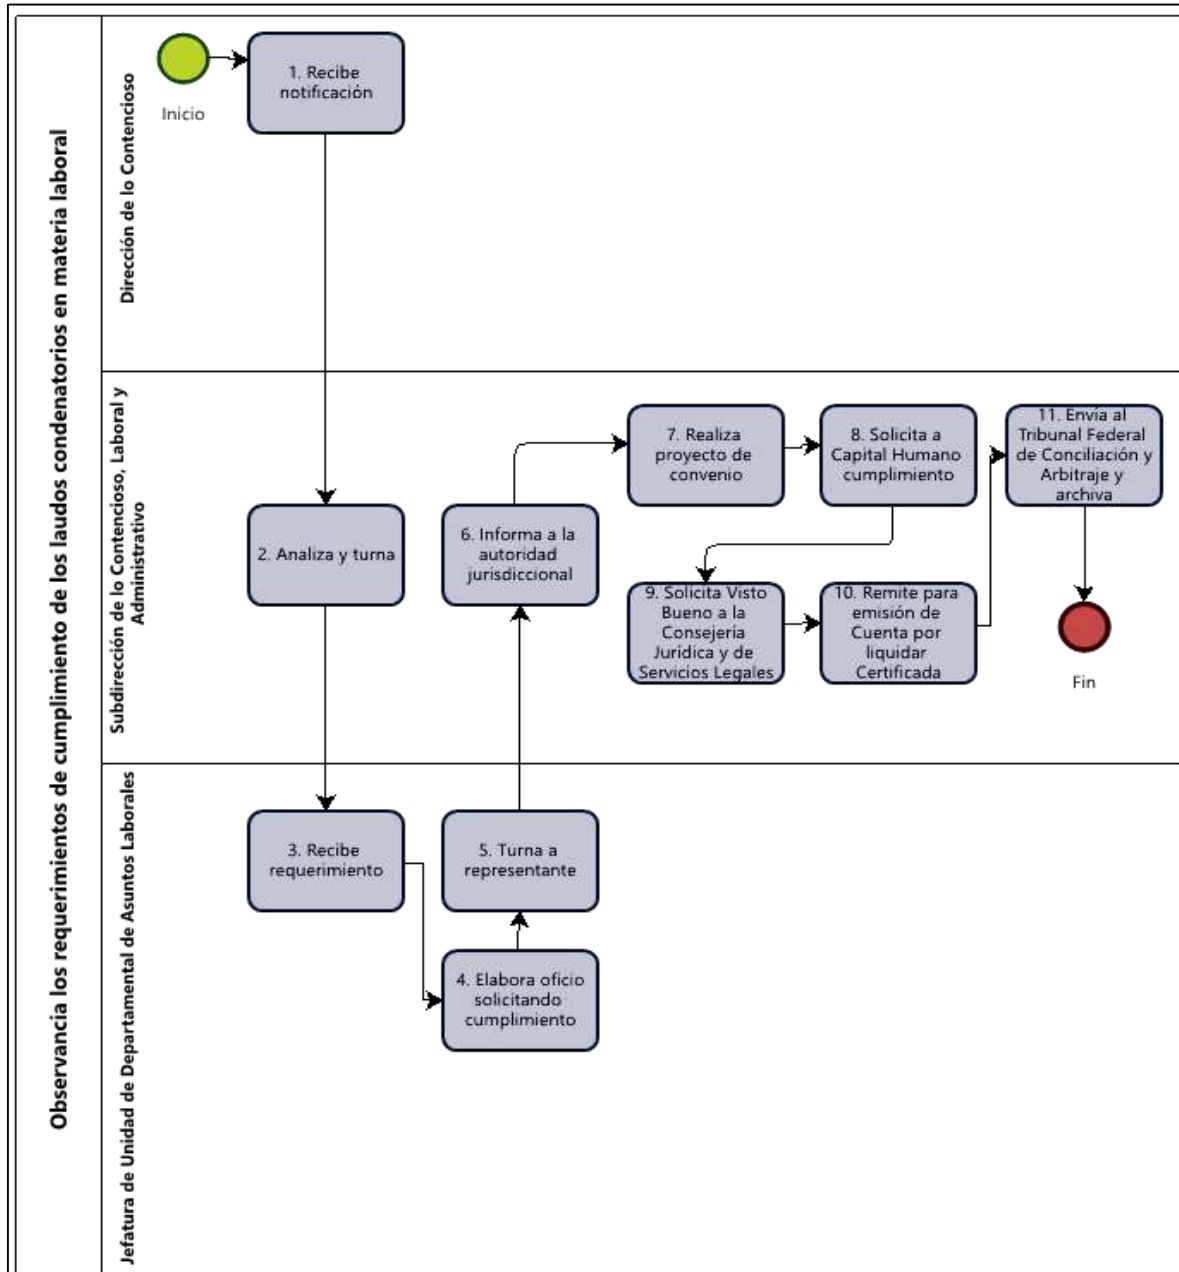 Observancia los requerimientos de cumplimiento de los laudos condenatorios en materia laboral
Dirección de lo Contencioso
Inicio
1. Recibe
notificación
Subdirección de lo Contencioso, Laboral y
Administrativo
2. Analiza y turna
6. Informa a la
autoridad
jurisdiccional
7. Realiza
proyecto de
convenio
8. Solicita a
Capital Humano
cumplimiento
9. Solicita Visto
Bueno a la
Consejería
Jurídica y de
Servicios Legales
10. Remite para
emisión de
Cuenta por
liquidar
Certificada
11. Envía al
Tribunal Federal
de Conciliación y
Arbitraje y
archiva
Fin
Jefatura de Unidad de Departamental de Asuntos Laborales
3. Recibe
requerimiento
4. Elabora oficio
solicitando
cumplimiento
5. Turna a
representante